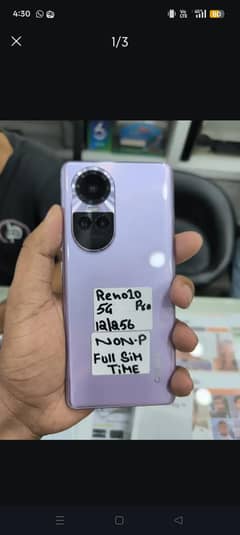 4:30
1/3
Reno10
5G Pro
12/256
NON-P
Full SiM
TiME